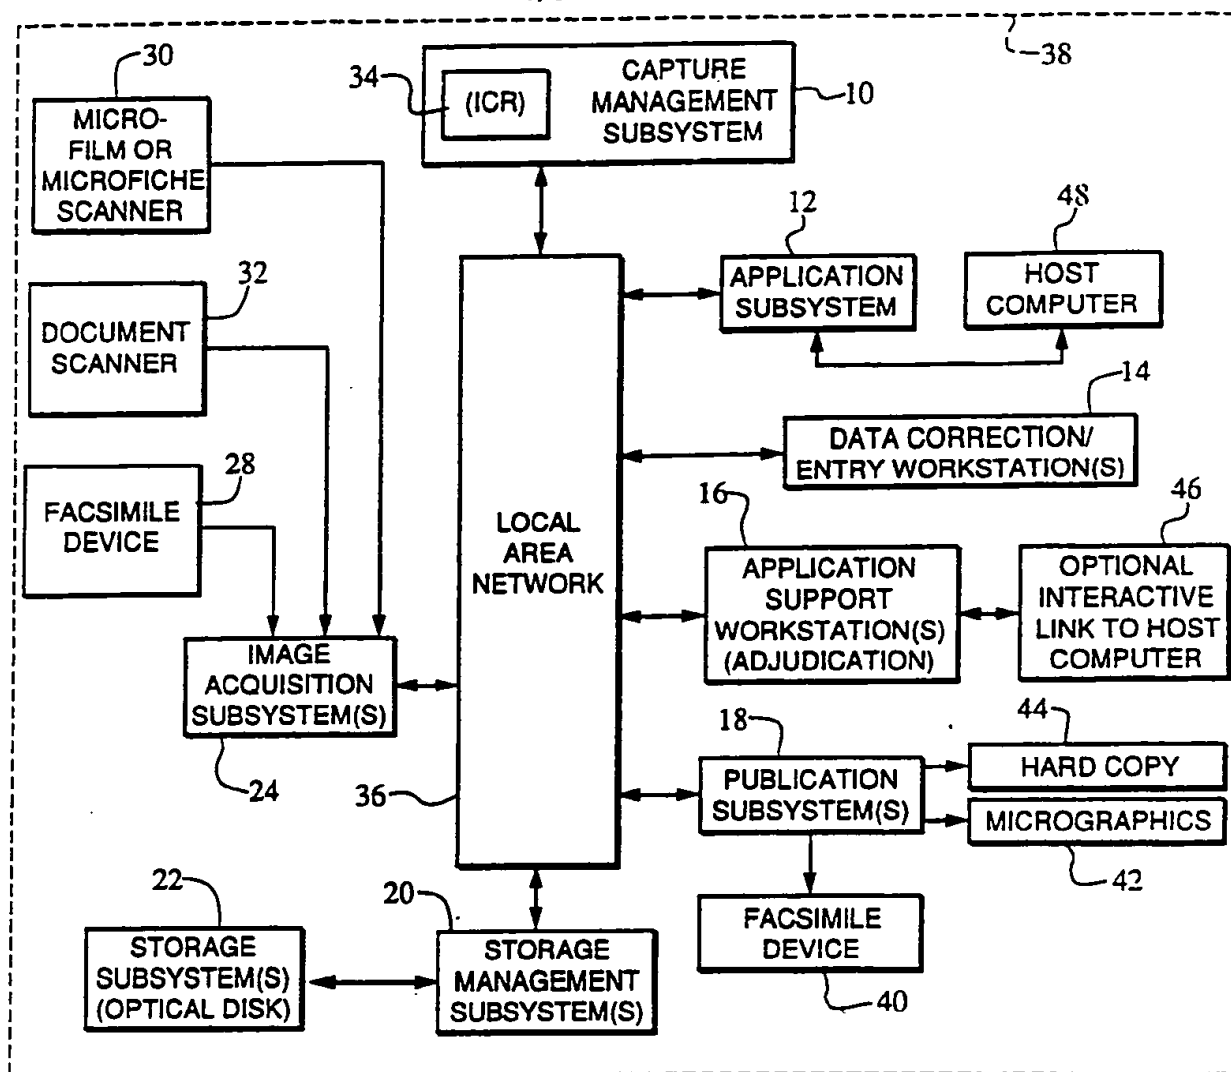 38
30
MICRO-
FILM OR
MICROFICHE
SCANNER
34
(ICR)
CAPTURE
MANAGEMENT
SUBSYSTEM
10
32
DOCUMENT
SCANNER
12
APPLICATION
SUBSYSTEM
48
HOST
COMPUTER
28
FACSIMILE
DEVICE
14
DATA CORRECTION/
ENTRY WORKSTATION(S)
LOCAL
AREA
NETWORK
36
16
APPLICATION
SUPPORT
WORKSTATION(S)
(ADJUDICATION)
46
OPTIONAL
INTERACTIVE
LINK TO HOST
COMPUTER
IMAGE
ACQUISITION
SUBSYSTEM(S)
24
18
PUBLICATION
SUBSYSTEM(S)
44
HARD COPY
MICROGRAPHICS
42
FACSIMILE
DEVICE
40
22
STORAGE
SUBSYSTEM(S)
(OPTICAL DISK)
20
STORAGE
MANAGEMENT
SUBSYSTEM(S)